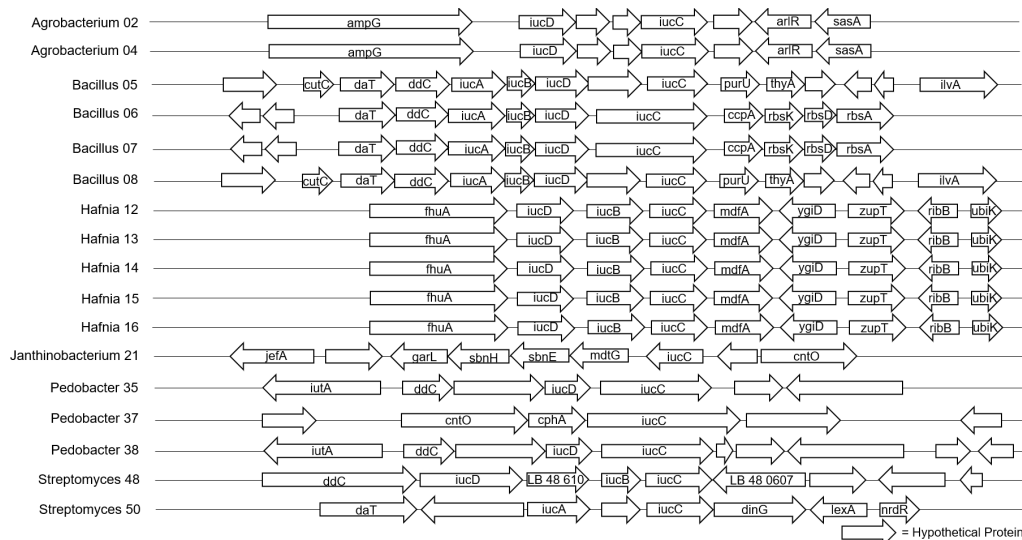 Agrobacterium 02 ampG iucD iucC arlR sasA
Agrobacterium 04 ampG iucD iucC arlR sasA
Bacillus 05 cutC daT ddC iucA iucB iucD iucC purU thyA ilvA
Bacillus 06 daT ddC iucA iucB iucD iucC ccpA rbsK rbsD rbsA
Bacillus 07 daT ddC iucA iucB iucD iucC ccpA rbsK rbsD rbsA
Bacillus 08 cutC daT ddC iucA iucB iucD iucC purU thyA ilvA
Hafnia 12 fhuA iucD iucB iucC mdfA ygiD zupT ribB ubiK
Hafnia 13 fhuA iucD iucB iucC mdfA ygiD zupT ribB ubiK
Hafnia 14 fhuA iucD iucB iucC mdfA ygiD zupT ribB ubiK
Hafnia 15 fhuA iucD iucB iucC mdfA ygiD zupT ribB ubiK
Hafnia 16 fhuA iucD iucB iucC mdfA ygiD zupT ribB ubiK
Janthinobacterium 21 jefA garL sbnH sbnE mdtG iucC cntO
Pedobacter 35 iutA ddC iucD iucC
Pedobacter 37 cntO cphA iucC
Pedobacter 38 iutA ddC iucD iucC
Streptomyces 48 ddC iucD LB 48 610 iucB iucC LB 48 0607
Streptomyces 50 daT iucA iucC dinG lexA nrdR
= Hypothetical Protein